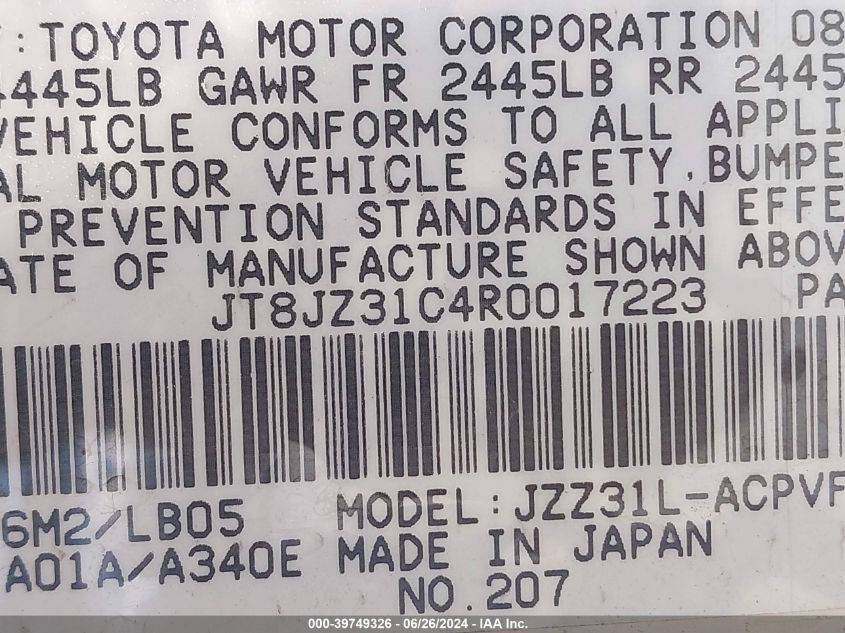 : TOYOTA MOTOR CORPORATION 08
4445LB GAWR FR 2445LB RR 2445
VEHICLE CONFORMS TO ALL APPLI
AL MOTOR VEHICLE SAFETY, BUMPE
PREVENTION STANDARDS IN EFFE
ATE OF MANUFACTURE SHOWN ABOV
JT8JZ31C4R0017223 PA
6M2/LB05 MODEL: JZZ31L-ACPVF
A01A/A340E MADE IN JAPAN
NO. 207
000-39749326 - 06/26/2024 - IAA Inc.